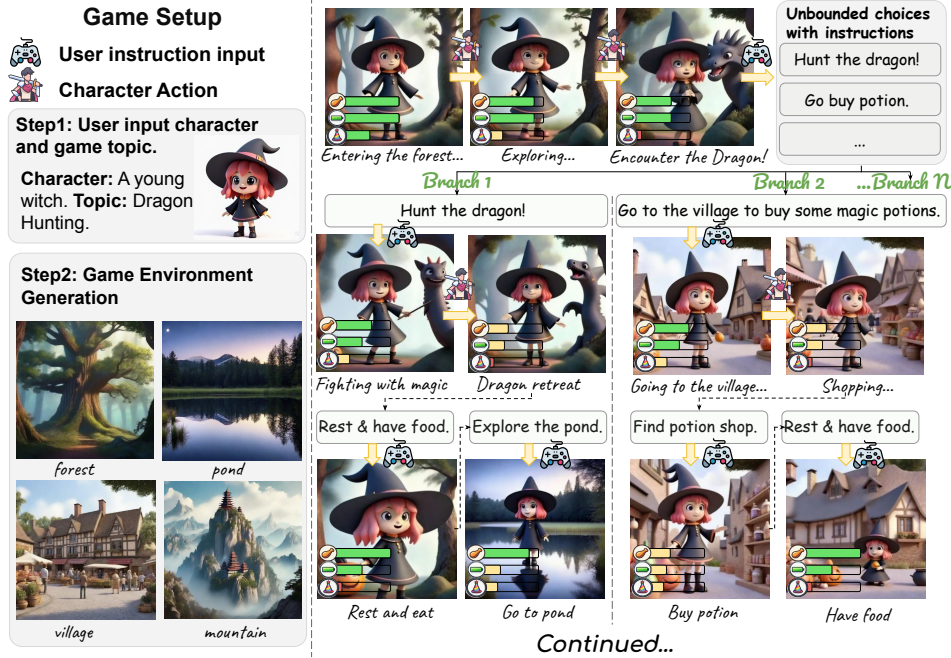 Game Setup
User instruction input
Character Action
Step1: User input character
and game topic.
Character: A young
witch. Topic: Dragon
Hunting.
Step2: Game Environment
Generation
forest
pond
village
mountain
Entering the forest...
Exploring...
Encounter the Dragon!
Unbounded choices
with instructions
Hunt the dragon!
Go buy potion.
...
Branch 1
Branch 2
...Branch N
Hunt the dragon!
Go to the village to buy some magic potions.
Fighting with magic
Dragon retreat
Going to the village...
Shopping...
Rest & have food.
Explore the pond.
Find potion shop.
Rest & have food.
Rest and eat
Go to pond
Buy potion
Have food
Continued...